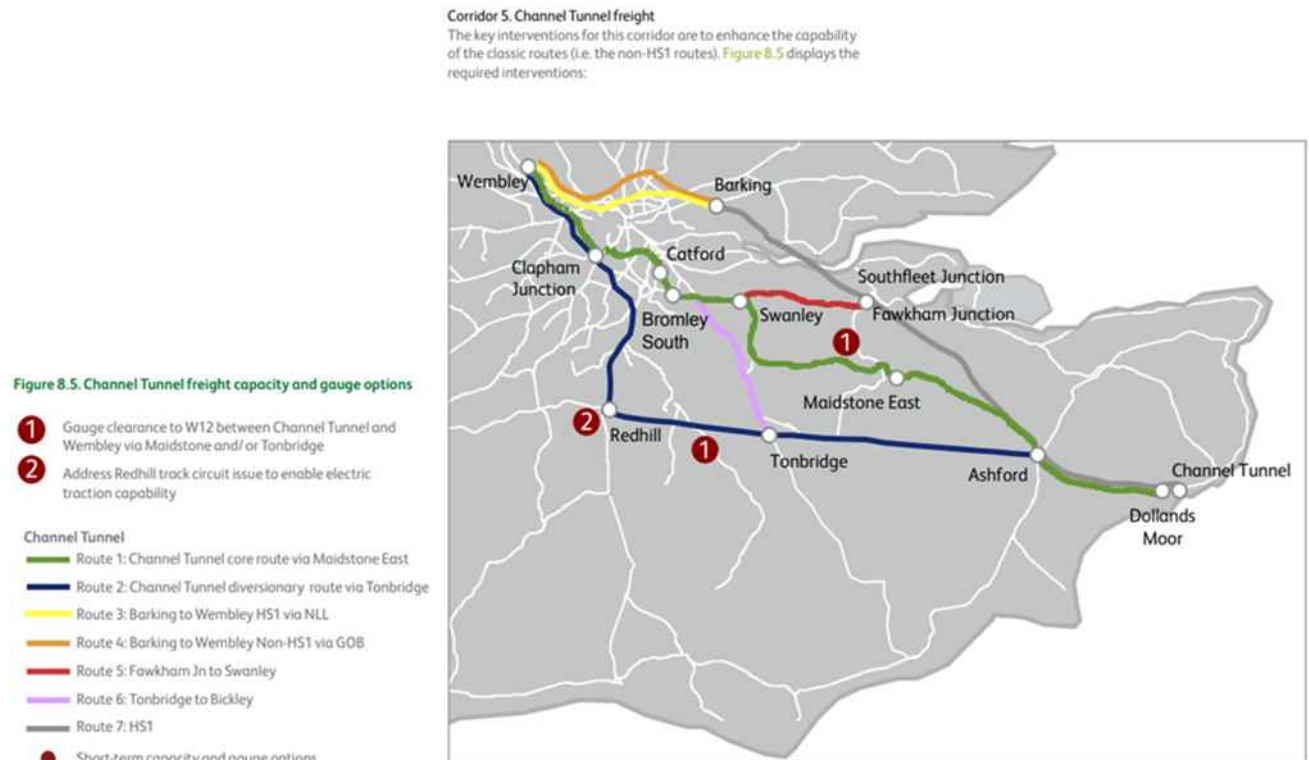 Corridor 5. Channel Tunnel freight
The key interventions for this corridor are to enhance the capability
of the classic routes (i.e. the non-HS1 routes). Figure 8.5 displays the
required interventions:
Wembley
Barking
Clapham
Junction
Catford
Southfleet Junction
Bromley
South
Swanley
Fawkham Junction
1
Maidstone East
2
Redhill
1
Tonbridge
Ashford
Channel Tunnel
Dollands
Moor
Figure 8.5. Channel Tunnel freight capacity and gauge options
1 Gauge clearance to W12 between Channel Tunnel and
Wembley via Maidstone and/ or Tonbridge
2 Address Redhill track circuit issue to enable electric
traction capability
Channel Tunnel
Route 1: Channel Tunnel core route via Maidstone East
Route 2: Channel Tunnel diversionary route via Tonbridge
Route 3: Barking to Wembley HS1 via NLL
Route 4: Barking to Wembley Non-HS1 via GOB
Route 5: Fawkham Jn to Swanley
Route 6: Tonbridge to Bickley
Route 7: HS1
Short-term capacity and gauge options